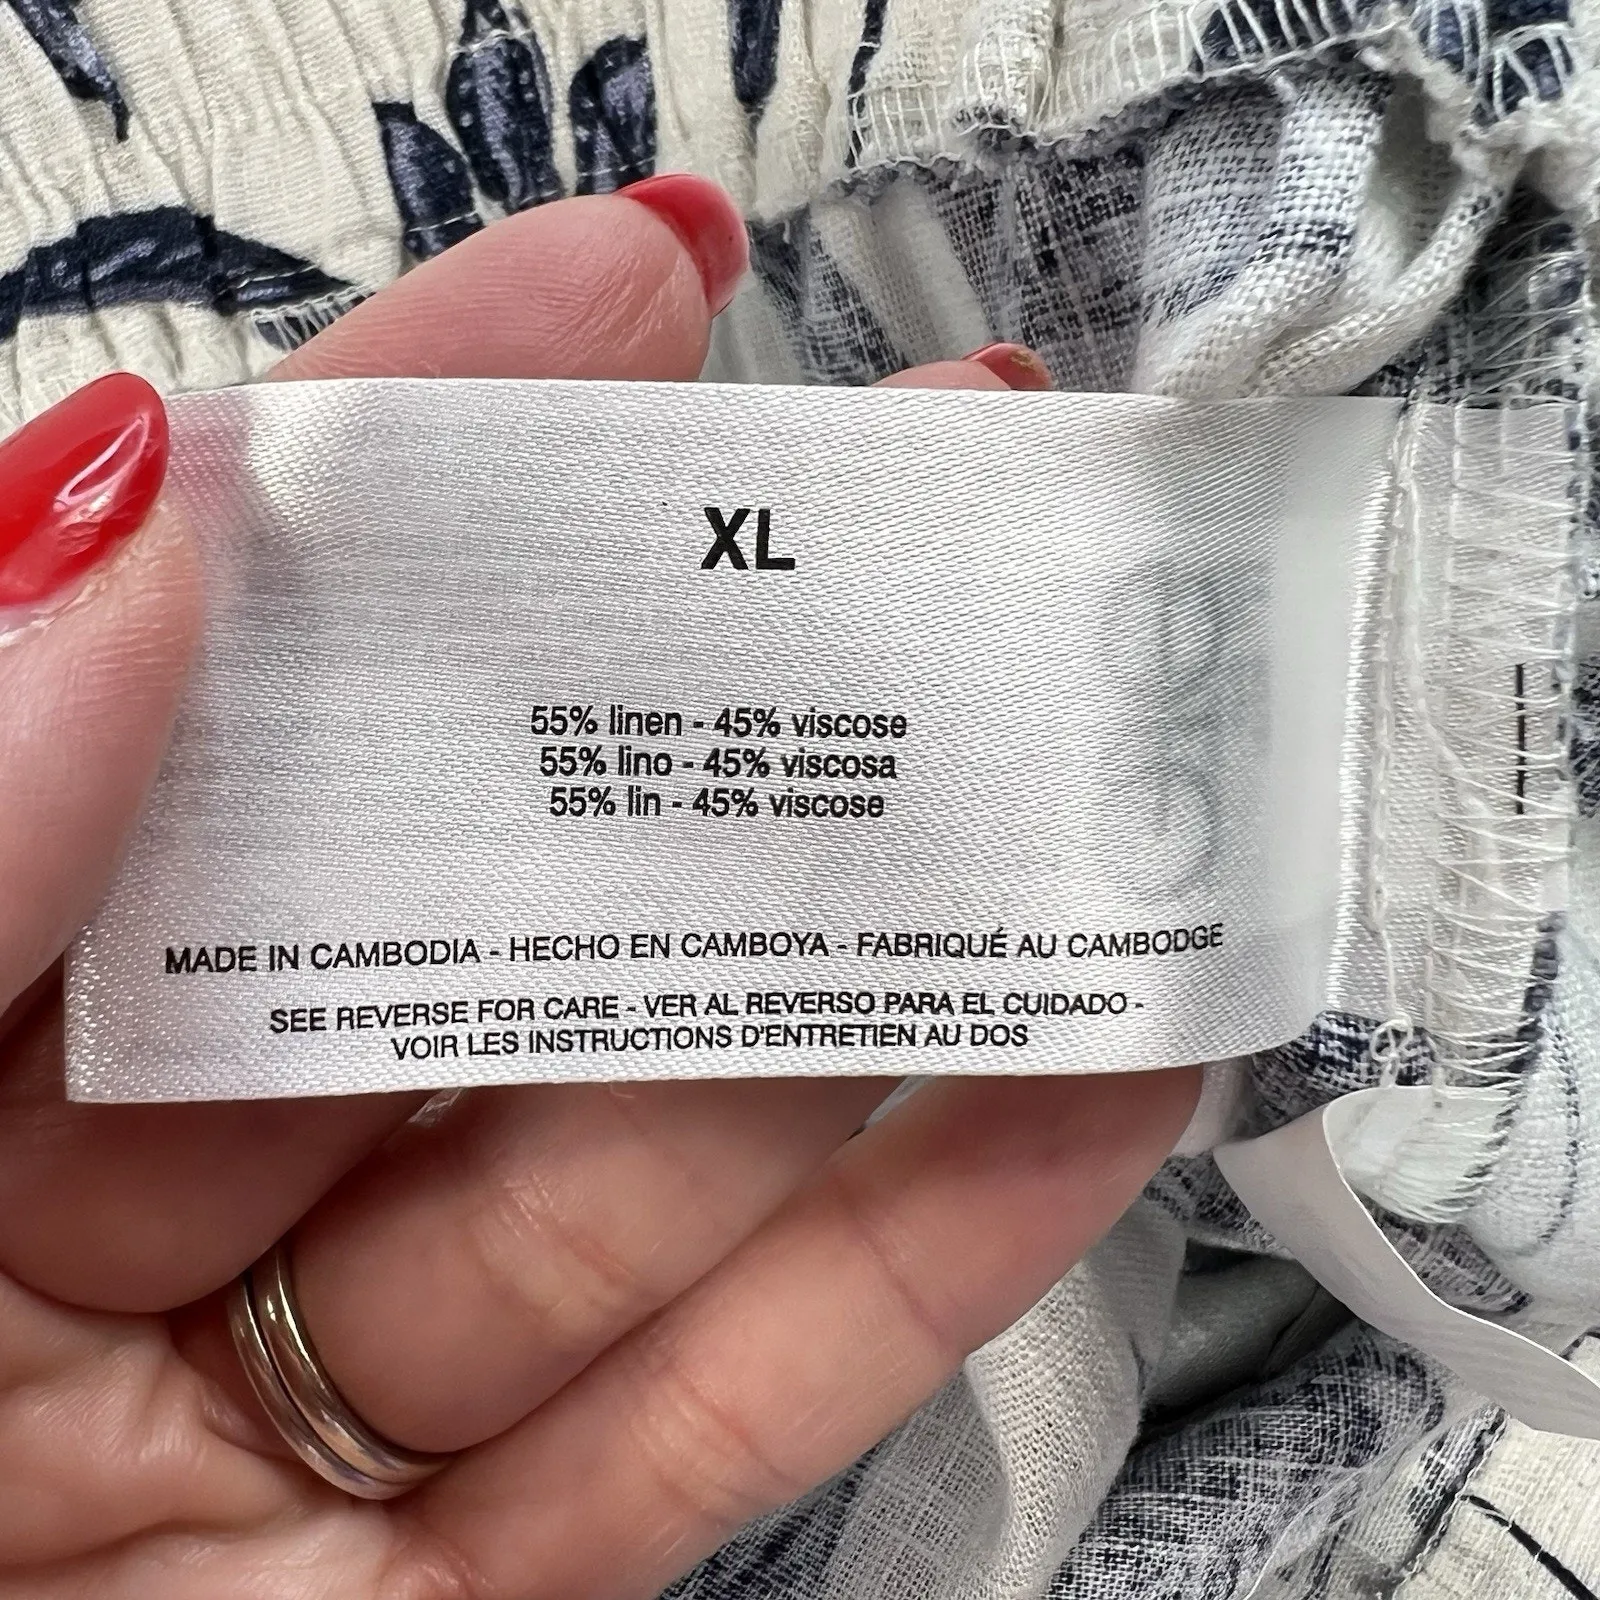 XL
55% linen - 45% viscose
55% lino - 45% viscosa
55% lin - 45% viscose
MADE IN CAMBODIA - HECHO EN CAMBOYA - FABRIQUÉ AU CAMBODGE
SEE REVERSE FOR CARE - VER AL REVERSO PARA EL CUIDADO -
VOIR LES INSTRUCTIONS D'ENTRETIEN AU DOS